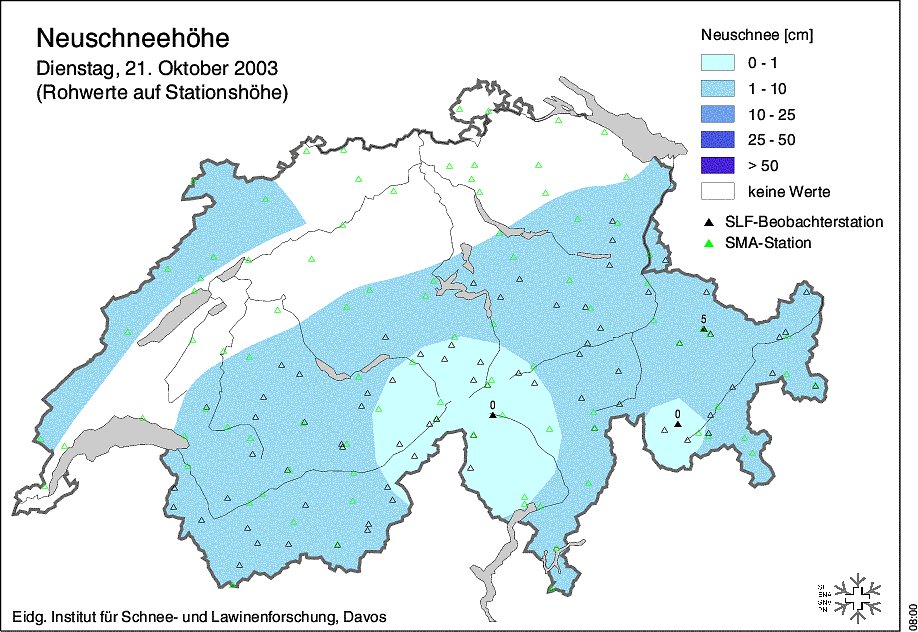 Neuschneehöhe
Dienstag, 21. Oktober 2003
(Rohwerte auf Stationshöhe)
Neuschnee [cm]
0 - 1
1 - 10
10 - 25
25 - 50
> 50
keine Werte
SLF-Beobachterstation
SMA-Station
5
0
0
Eidg. Institut für Schnee- und Lawinenforschung, Davos
08:00